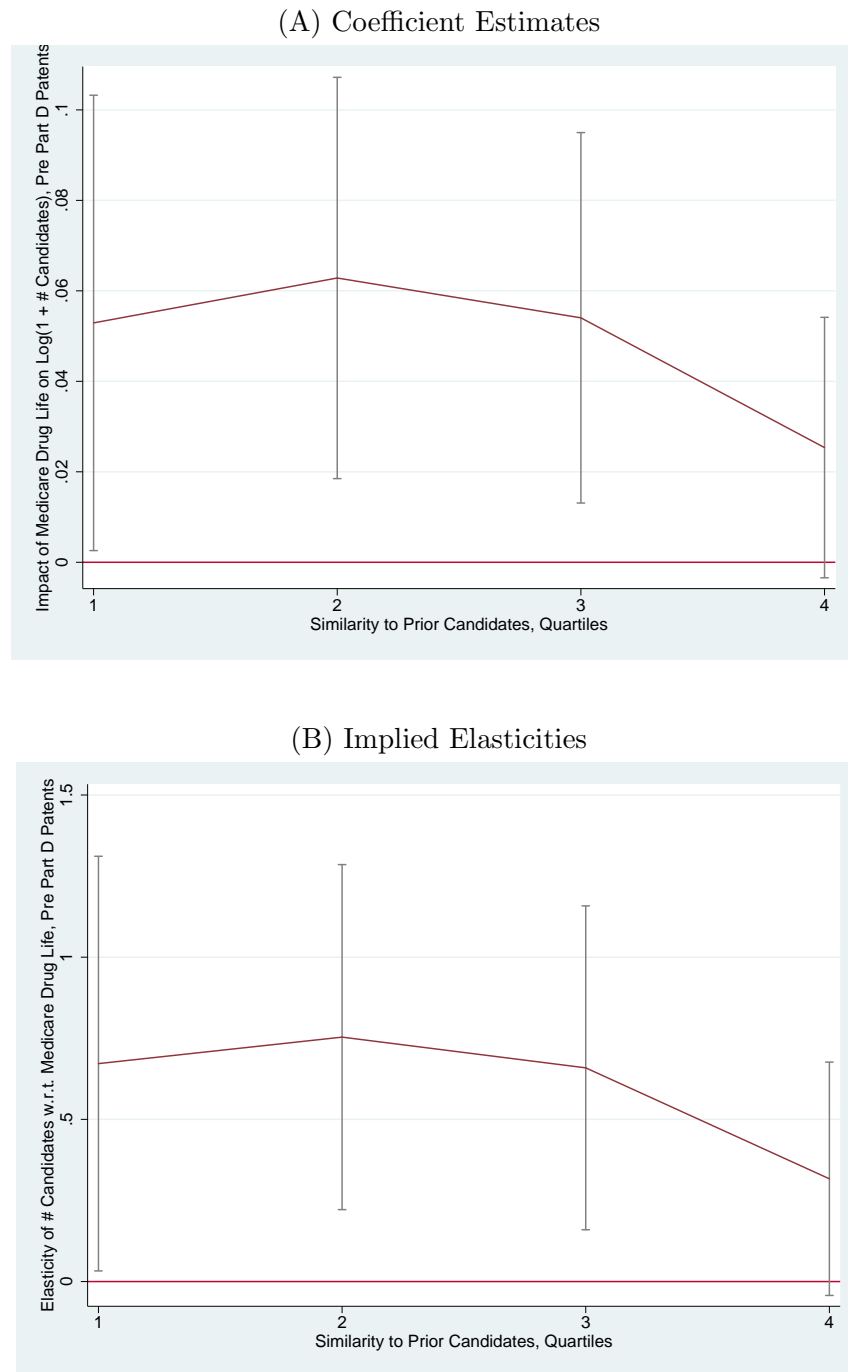 (A) Coefficient Estimates
Impact of Medicare Drug Life on Log(1 + # Candidates), Pre Part D Patents
.1
.08
.06
.04
.02
0
1 2 3 4
Similarity to Prior Candidates, Quartiles
(B) Implied Elasticities
Elasticity of # Candidates w.r.t. Medicare Drug Life, Pre Part D Patents
1.5
1
.5
0
1 2 3 4
Similarity to Prior Candidates, Quartiles